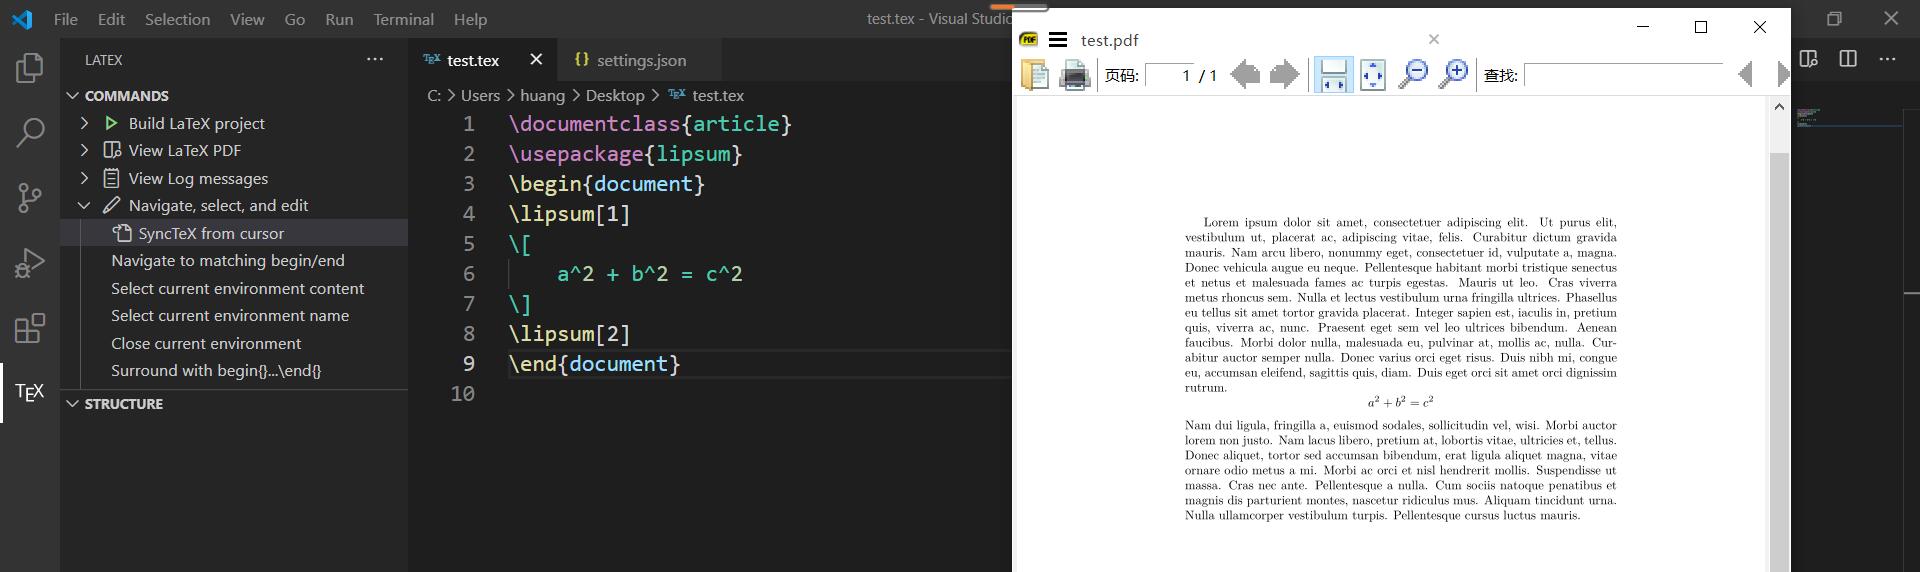 File Edit Selection View Go Run Terminal Help
test.tex - Visual Studio
LATEX
COMMANDS
Build LaTeX project
View LaTeX PDF
View Log messages
Navigate, select, and edit
SyncTeX from cursor
Navigate to matching begin/end
Select current environment content
Select current environment name
Close current environment
Surround with begin{}...\end{}
TEX
STRUCTURE
TEX test.tex {} settings.json
C: > Users > huang > Desktop > TEX test.tex
1 \documentclass{article}
2 \usepackage{lipsum}
3 \begin{document}
4 \lipsum[1]
5 \[
6 a^2 + b^2 = c^2
7 \]
8 \lipsum[2]
9 \end{document}
10
PDF test.pdf
页码: 1 / 1 查找:
Lorem ipsum dolor sit amet, consectetuer adipiscing elit. Ut purus elit,
vestibulum ut, placerat ac, adipiscing vitae, felis. Curabitur dictum gravida
mauris. Nam arcu libero, nonummy eget, consectetuer id, vulputate a, magna.
Donec vehicula augue eu neque. Pellentesque habitant morbi tristique senectus
et netus et malesuada fames ac turpis egestas. Mauris ut leo. Cras viverra
metus rhoncus sem. Nulla et lectus vestibulum urna fringilla ultrices. Phasellus
eu tellus sit amet tortor gravida placerat. Integer sapien est, iaculis in, pretium
quis, viverra ac, nunc. Praesent eget sem vel leo ultrices bibendum. Aenean
faucibus. Morbi dolor nulla, malesuada eu, pulvinar at, mollis ac, nulla. Cur-
abitur auctor semper nulla. Donec varius orci eget risus. Duis nibh mi, congue
eu, accumsan eleifend, sagittis quis, diam. Duis eget orci sit amet orci dignissim
rutrum.
a² + b² = c²
Nam dui ligula, fringilla a, euismod sodales, sollicitudin vel, wisi. Morbi auctor
lorem non justo. Nam lacus libero, pretium at, lobortis vitae, ultricies et, tellus.
Donec aliquet, tortor sed accumsan bibendum, erat ligula aliquet magna, vitae
ornare odio metus a mi. Morbi ac orci et nisl hendrerit mollis. Suspendisse ut
massa. Cras nec ante. Pellentesque a nulla. Cum sociis natoque penatibus et
magnis dis parturient montes, nascetur ridiculus mus. Aliquam tincidunt urna.
Nulla ullamcorper vestibulum turpis. Pellentesque cursus luctus mauris.